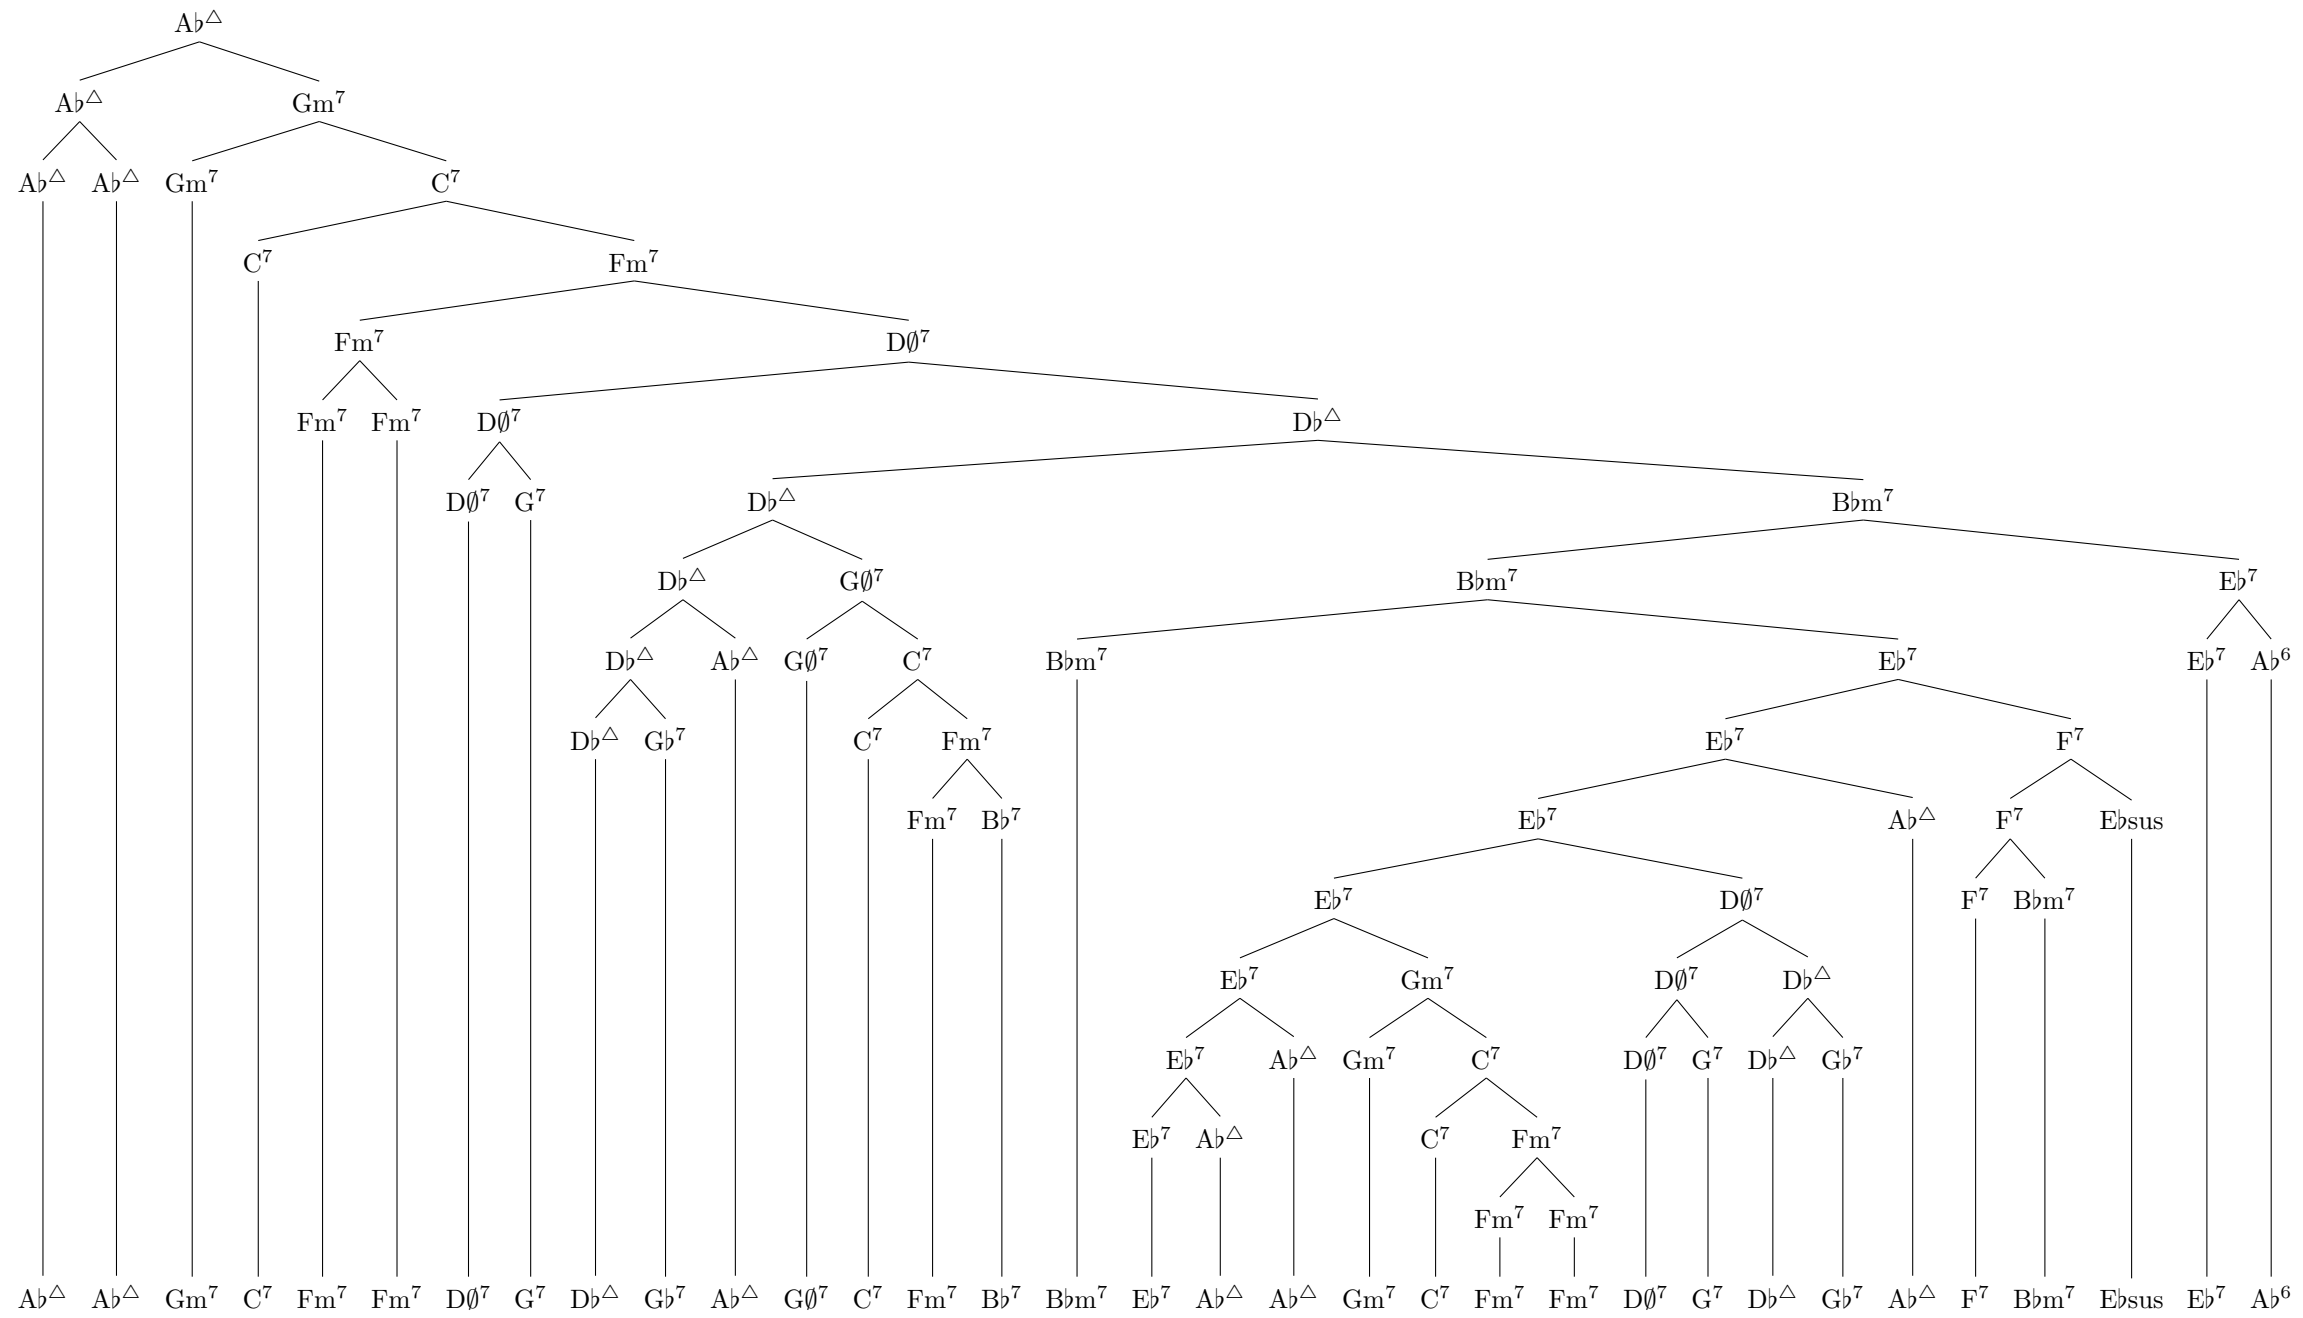 A♭△
A♭△ Gm⁷
A♭△ A♭△ Gm⁷ C⁷
C⁷ Fm⁷
Fm⁷ D∅⁷
Fm⁷ Fm⁷ D∅⁷ D♭△
D∅⁷ G⁷ D♭△ B♭m⁷
D♭△ G∅⁷ B♭m⁷ E♭⁷
D♭△ A♭△ G∅⁷ C⁷ B♭m⁷ E♭⁷ E♭⁷ A♭⁶
D♭△ G♭⁷ C⁷ Fm⁷ E♭⁷ F⁷
Fm⁷ B♭⁷ E♭⁷ A♭△ F⁷ E♭sus
E♭⁷ D∅⁷ F⁷ B♭m⁷
E♭⁷ Gm⁷ D∅⁷ D♭△
E♭⁷ A♭△ Gm⁷ C⁷ D∅⁷ G⁷ D♭△ G♭⁷
E♭⁷ A♭△ C⁷ Fm⁷
Fm⁷ Fm⁷
A♭△ A♭△ Gm⁷ C⁷ Fm⁷ Fm⁷ D∅⁷ G⁷ D♭△ G♭⁷ A♭△ G∅⁷ C⁷ Fm⁷ B♭⁷ B♭m⁷ E♭⁷ A♭△ A♭△ Gm⁷ C⁷ Fm⁷ Fm⁷ D∅⁷ G⁷ D♭△ G♭⁷ A♭△ F⁷ B♭m⁷ E♭sus E♭⁷ A♭⁶